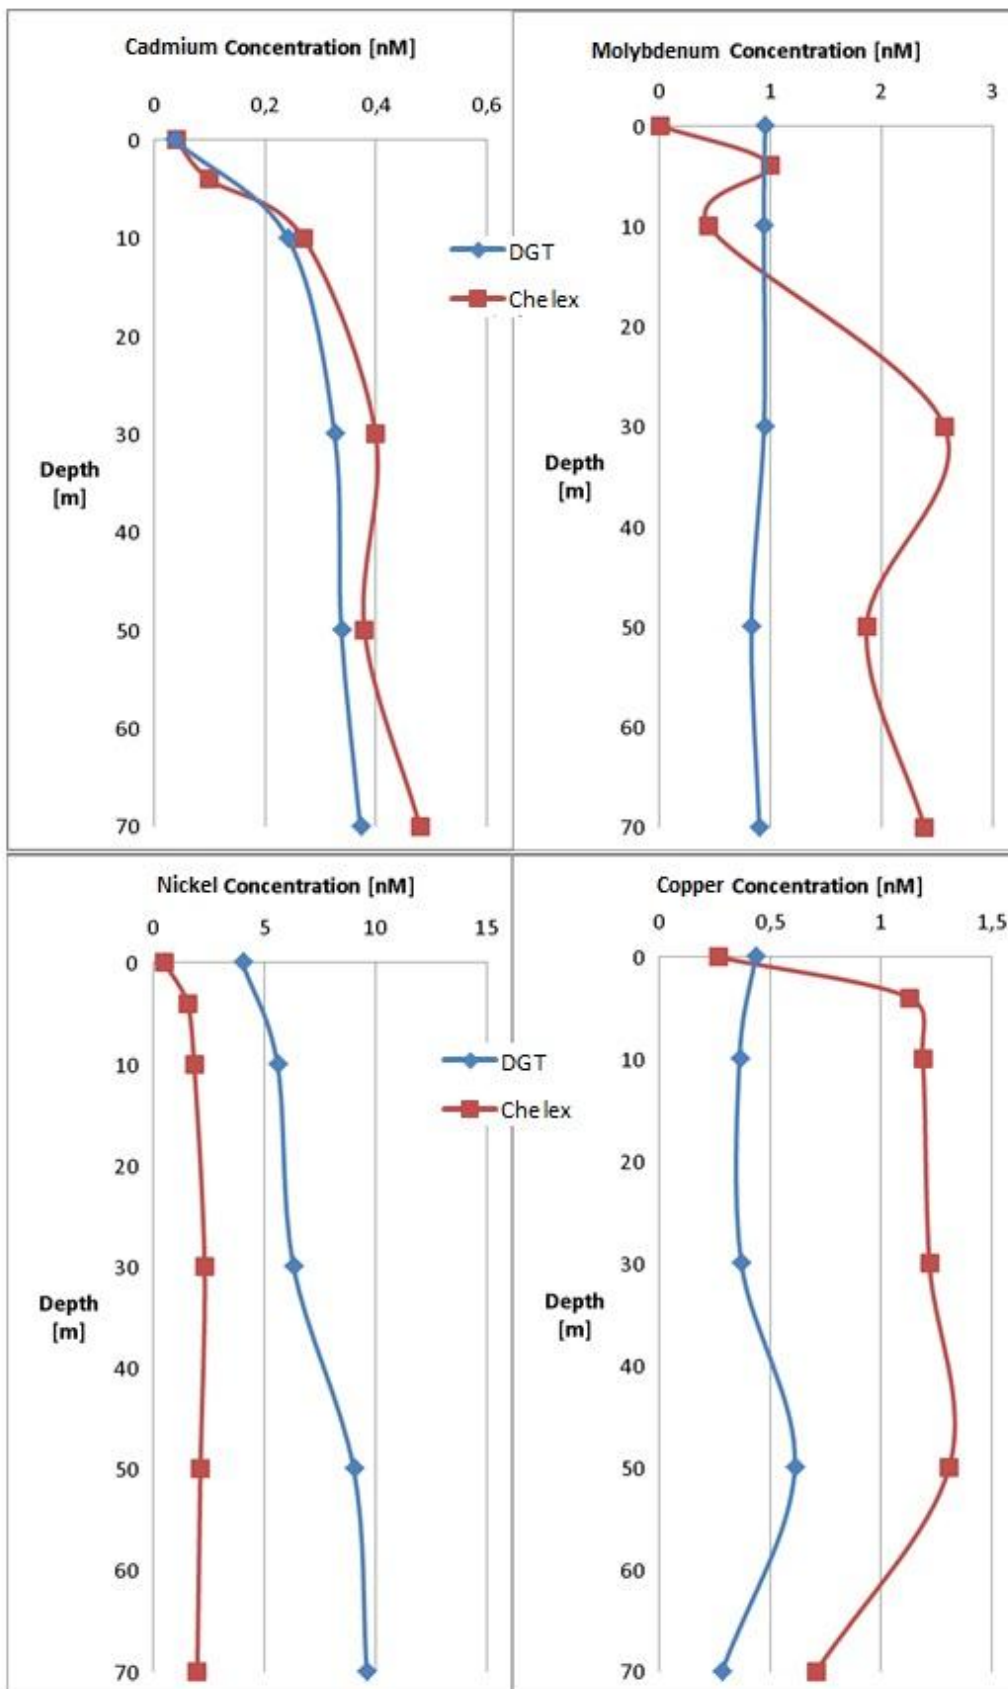 Cadmium Concentration [nM]
0 0,2 0,4 0,6
0
10
20
30
40
50
60
70
Depth
[m]
Molybdenum Concentration [nM]
0 1 2 3
0
10
20
30
40
50
60
70
Depth
[m]
DGT
Chelex
Nickel Concentration [nM]
0 5 10 15
0
10
20
30
40
50
60
70
Depth
[m]
Copper Concentration [nM]
0 0,5 1 1,5
0
10
20
30
40
50
60
70
Depth
[m]
DGT
Chelex